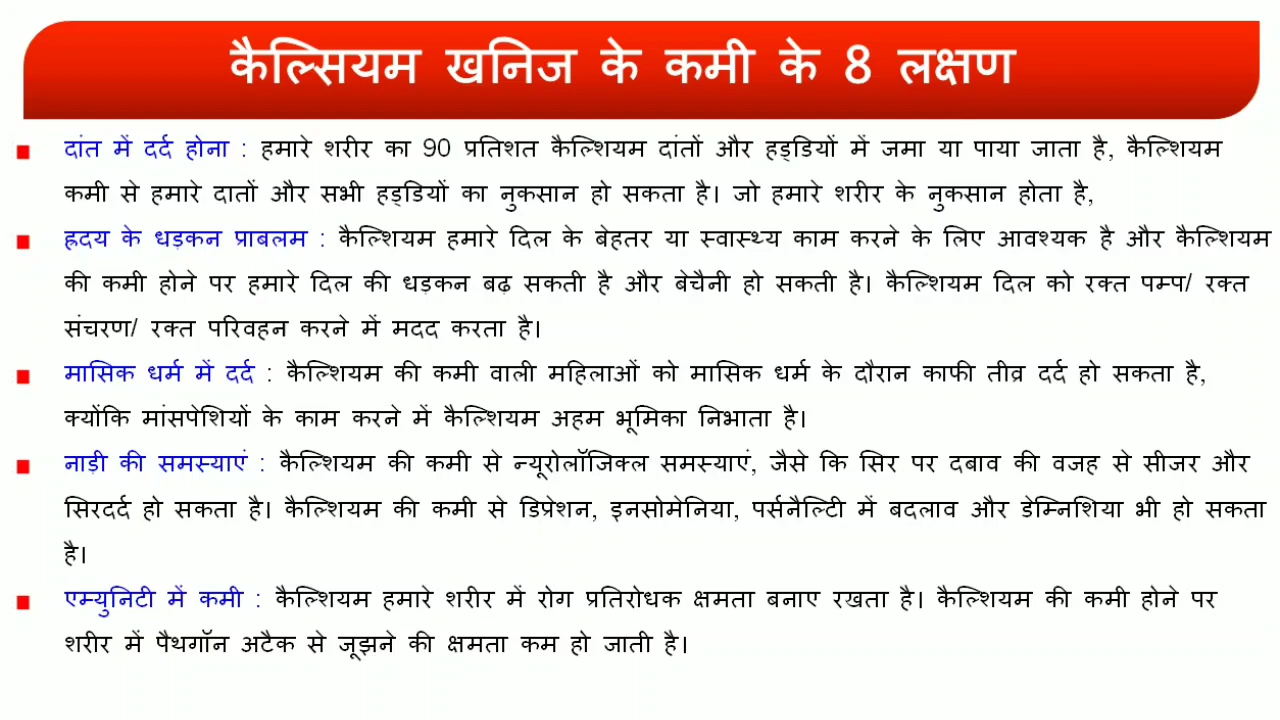 कैल्सियम खनिज के कमी के 8 लक्षण
दांत में दर्द होना : हमारे शरीर का 90 प्रतिशत कैल्शियम दांतों और हड्डियों में जमा या पाया जाता है, कैल्शियम
कमी से हमारे दातों और सभी हड्डियों का नुकसान हो सकता है। जो हमारे शरीर के नुकसान होता है,
ह्रदय के धड़कन प्राबलम : कैल्शियम हमारे दिल के बेहतर या स्वास्थ्य काम करने के लिए आवश्यक है और कैल्शियम
की कमी होने पर हमारे दिल की धड़कन बढ़ सकती है और बेचैनी हो सकती है। कैल्शियम दिल को रक्त पम्प/ रक्त
संचरण/ रक्त परिवहन करने में मदद करता है।
मासिक धर्म में दर्द : कैल्शियम की कमी वाली महिलाओं को मासिक धर्म के दौरान काफी तीव्र दर्द हो सकता है,
क्योंकि मांसपेशियों के काम करने में कैल्शियम अहम भूमिका निभाता है।
नाड़ी की समस्याएं : कैल्शियम की कमी से न्यूरोलॉजिक्ल समस्याएं, जैसे कि सिर पर दबाव की वजह से सीजर और
सिरदर्द हो सकता है। कैल्शियम की कमी से डिप्रेशन, इनसोमेनिया, पर्सनैल्टिी में बदलाव और डेम्निशिया भी हो सकता
है।
एम्युनिटी में कमी : कैल्शियम हमारे शरीर में रोग प्रतिरोधक क्षमता बनाए रखता है। कैल्शियम की कमी होने पर
शरीर में पैथगॉन अटैक से जूझने की क्षमता कम हो जाती है।